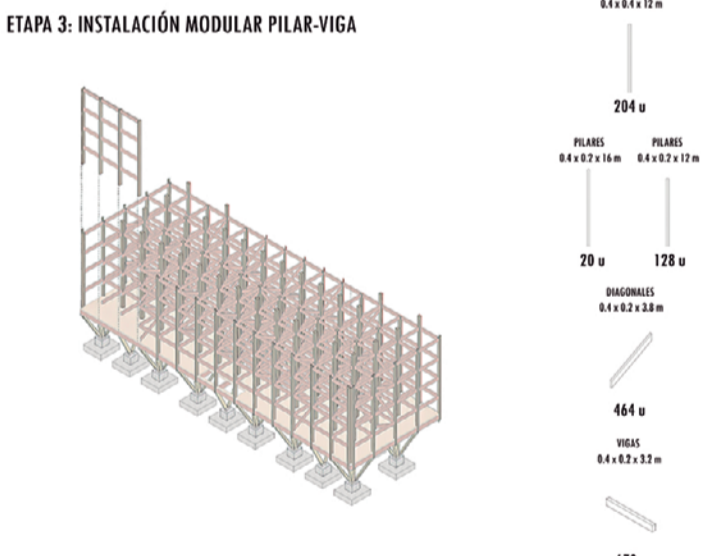 0.4 x 0.4 x 12 m
ETAPA 3: INSTALACIÓN MODULAR PILAR-VIGA
204 u
PILARES
0.4 x 0.2 x 16 m
PILARES
0.4 x 0.2 x 12 m
20 u
128 u
DIAGONALES
0.4 x 0.2 x 3.8 m
464 u
VIGAS
0.4 x 0.2 x 3.2 m